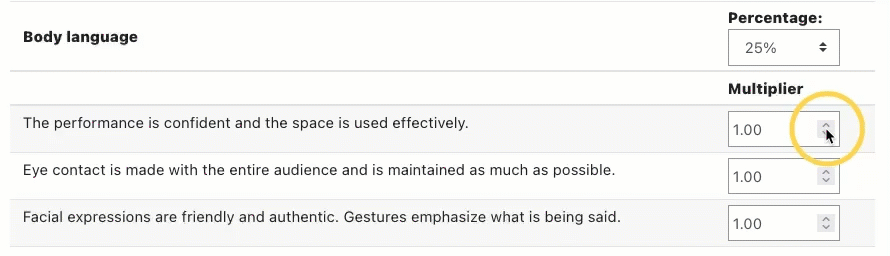 Percentage:
Body language
25%
Multiplier
The performance is confident and the space is used effectively.
1.00
Eye contact is made with the entire audience and is maintained as much as possible.
1.00
Facial expressions are friendly and authentic. Gestures emphasize what is being said.
1.00